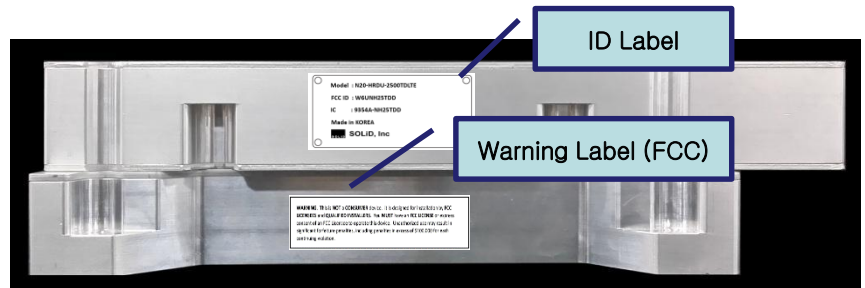 ID Label
Model : N20-HRDU-2500TDLTE
FCC ID : W6UNH25TDD
IC : 9354A-NH25TDD
Made in KOREA
SOLiD, Inc
Warning Label (FCC)
WARNING. This is NOT a CONSUMER device. It is designed for installation by FCC
LICENSEES and QUALIFIED INSTALLERS. You MUST have an FCC LICENSE or express
consent of an FCC Licensee to operate this device. Unauthorized use may result in
significant forfeiture penalties, including penalties in excess of $100,000 for each
continuing violation.